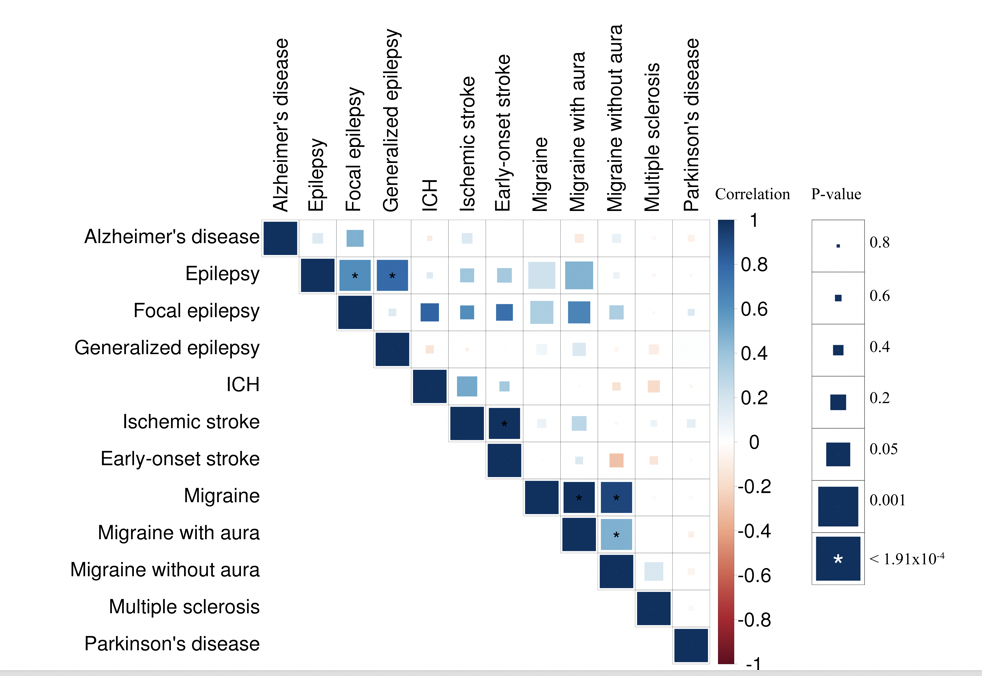 Alzheimer's disease
Epilepsy
Focal epilepsy
Generalized epilepsy
ICH
Ischemic stroke
Early-onset stroke
Migraine
Migraine with aura
Migraine without aura
Multiple sclerosis
Parkinson's disease
Correlation
P-value
Alzheimer's disease
Epilepsy
* *
Focal epilepsy
Generalized epilepsy
ICH
Ischemic stroke
*
Early-onset stroke
Migraine
* *
Migraine with aura
*
Migraine without aura
Multiple sclerosis
Parkinson's disease
1
0.8
0.6
0.4
0.2
0
-0.2
-0.4
-0.6
-0.8
-1
0.8
0.6
0.4
0.2
0.05
0.001
* < 1.91x10⁻⁴